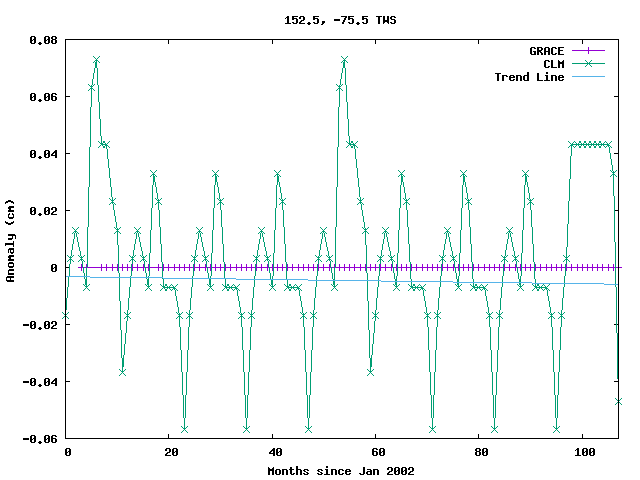 152.5, -75.5 TWS
0.08
0.06
0.04
0.02
0
-0.02
-0.04
-0.06
Anomaly (cm)
GRACE
CLM
Trend Line
0 20 40 60 80 100
Months since Jan 2002